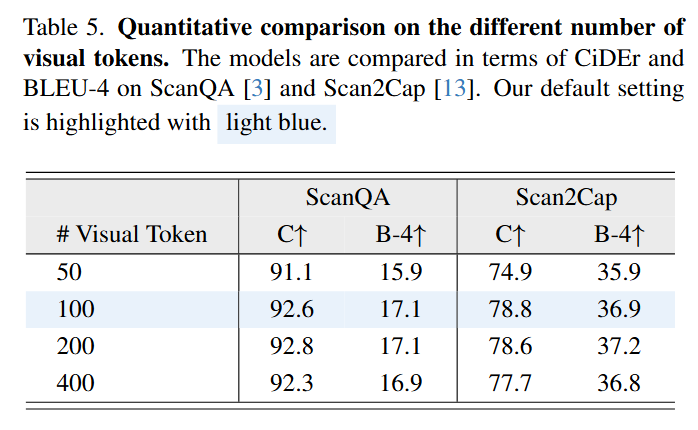 Table 5. Quantitative comparison on the different number of
visual tokens. The models are compared in terms of CiDEr and
BLEU-4 on ScanQA [3] and Scan2Cap [13]. Our default setting
is highlighted with light blue.
ScanQA Scan2Cap
# Visual Token C↑ B-4↑ C↑ B-4↑
50 91.1 15.9 74.9 35.9
100 92.6 17.1 78.8 36.9
200 92.8 17.1 78.6 37.2
400 92.3 16.9 77.7 36.8